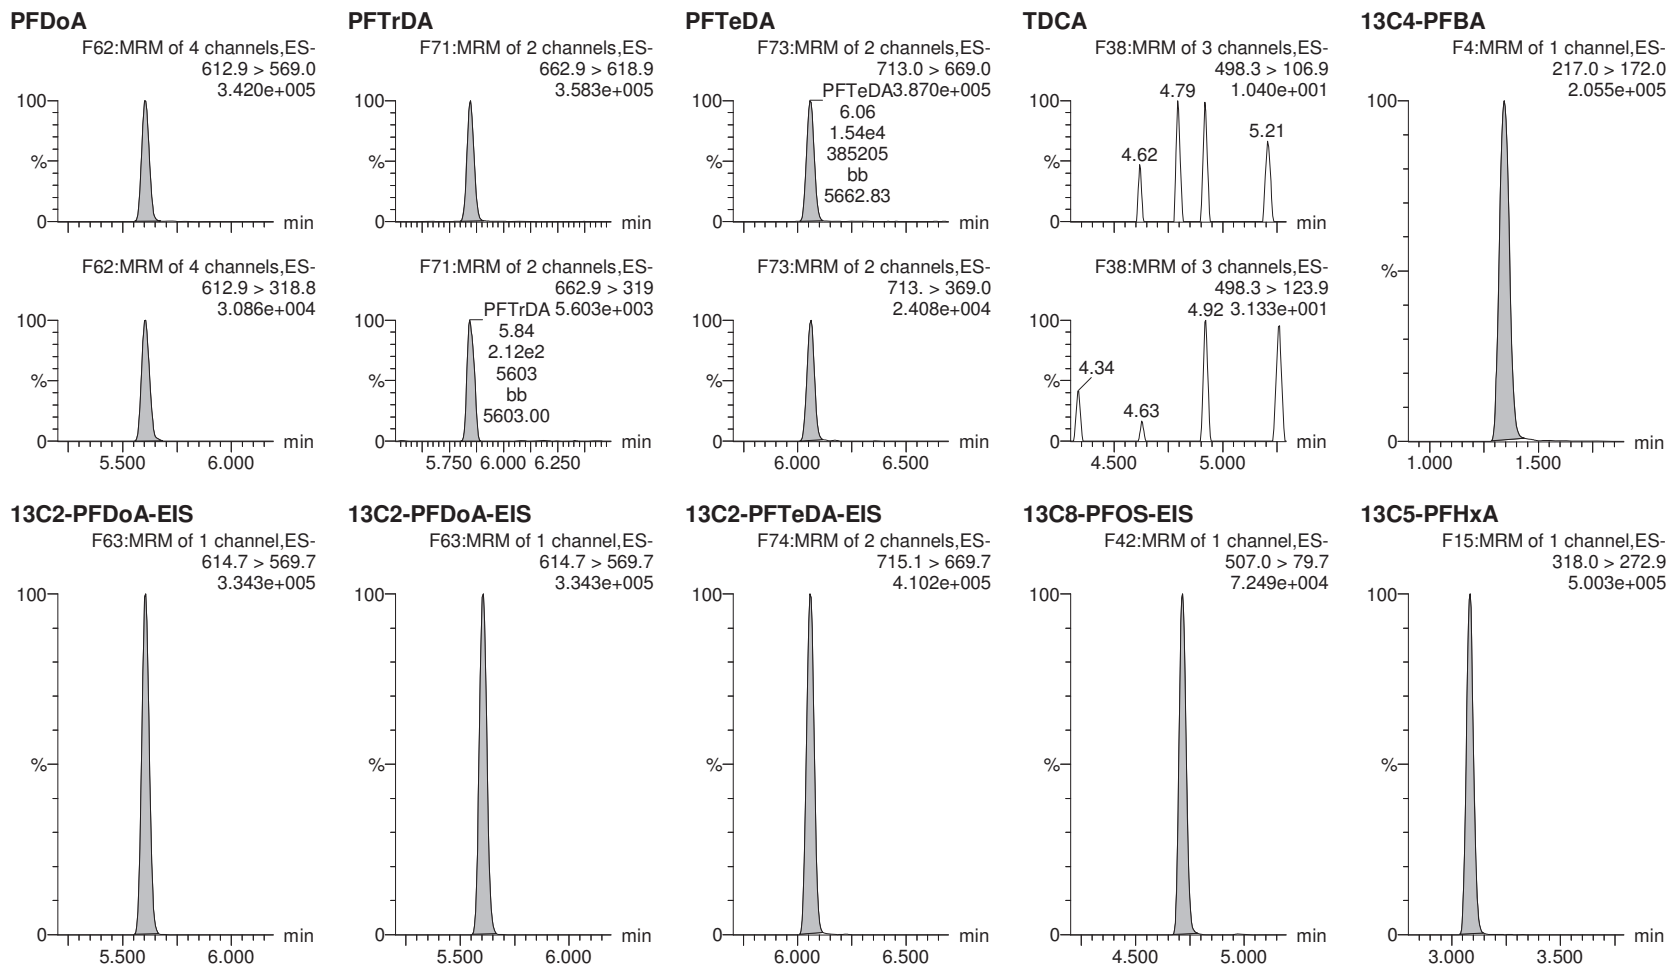 PFDoA
F62:MRM of 4 channels,ES-
612.9 > 569.0
3.420e+005
100
%
0
min
F62:MRM of 4 channels,ES-
612.9 > 318.8
3.086e+004
100
%
0
min
5.500 6.000
PFTrDA
F71:MRM of 2 channels,ES-
662.9 > 618.9
3.583e+005
100
%
0
min
F71:MRM of 2 channels,ES-
662.9 > 319
PFTrDA 5.603e+003
100
5.84
2.12e2
5603
%
bb
5603.00
0
min
5.750 6.000 6.250
PFTeDA
F73:MRM of 2 channels,ES-
713.0 > 669.0
PFTeDA3.870e+005
100
6.06
1.54e4
385205
%
bb
5662.83
0
min
F73:MRM of 2 channels,ES-
713. > 369.0
2.408e+004
100
%
0
min
6.000 6.500
TDCA
F38:MRM of 3 channels,ES-
498.3 > 106.9
4.79 1.040e+001
100
5.21
4.62
%
0
min
F38:MRM of 3 channels,ES-
498.3 > 123.9
4.92 3.133e+001
100
4.34
%
4.63
0
min
4.500 5.000
13C4-PFBA
F4:MRM of 1 channel,ES-
217.0 > 172.0
2.055e+005
100
%
0
min
1.000 1.500
13C2-PFDoA-EIS
F63:MRM of 1 channel,ES-
614.7 > 569.7
3.343e+005
100
%
0
min
5.500 6.000
13C2-PFDoA-EIS
F63:MRM of 1 channel,ES-
614.7 > 569.7
3.343e+005
100
%
0
min
5.500 6.000
13C2-PFTeDA-EIS
F74:MRM of 2 channels,ES-
715.1 > 669.7
4.102e+005
100
%
0
min
6.000 6.500
13C8-PFOS-EIS
F42:MRM of 1 channel,ES-
507.0 > 79.7
7.249e+004
100
%
0
min
4.500 5.000
13C5-PFHxA
F15:MRM of 1 channel,ES-
318.0 > 272.9
5.003e+005
100
%
0
min
3.000 3.500